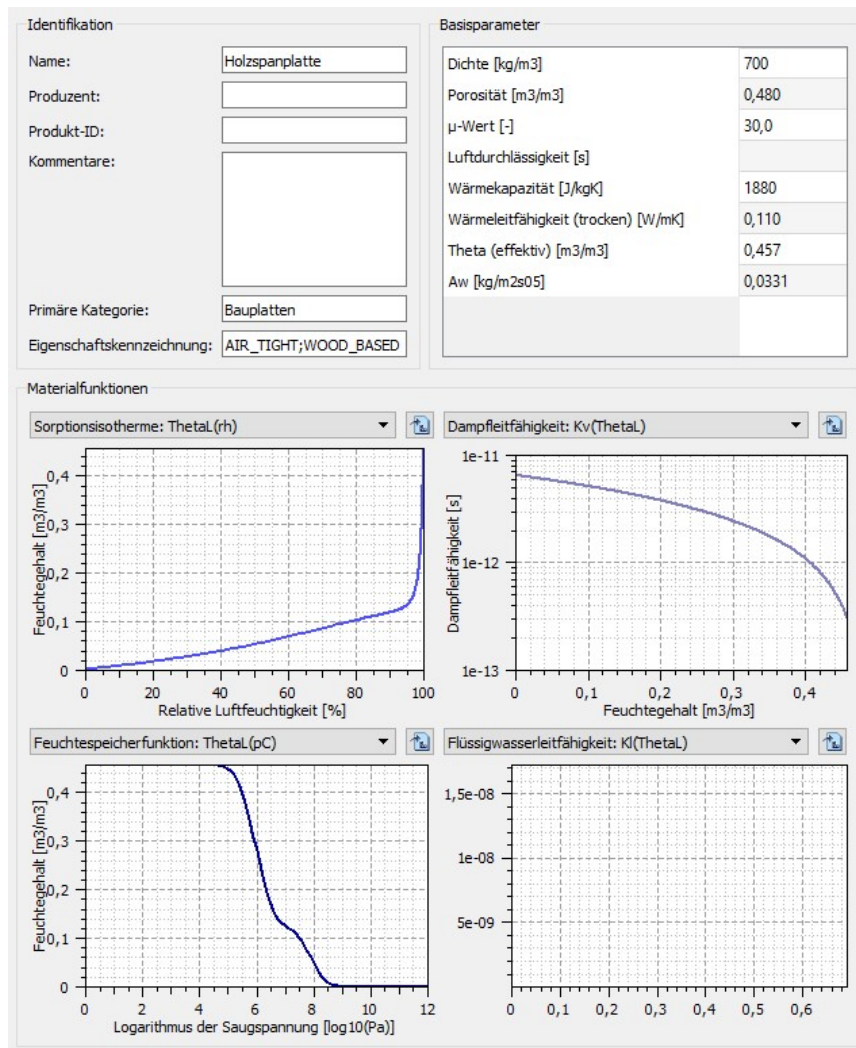 Identifikation
Name: Holzspanplatte
Produzent:
Produkt-ID:
Kommentare:
Primäre Kategorie: Bauplatten
Eigenschaftskennzeichnung: AIR_TIGHT;WOOD_BASED
Basisparameter
Dichte [kg/m3] 700
Porosität [m3/m3] 0,480
µ-Wert [-] 30,0
Luftdurchlässigkeit [s]
Wärmekapazität [J/kgK] 1880
Wärmeleitfähigkeit (trocken) [W/mK] 0,110
Theta (effektiv) [m3/m3] 0,457
Aw [kg/m2s05] 0,0331
Materialfunktionen
Sorptionsisotherme: ThetaL(rh)
Feuchtegehalt [m3/m3]
0,4
0,3
0,2
0,1
0
0 20 40 60 80 100
Relative Luftfeuchtigkeit [%]
Dampfleitfähigkeit: Kv(ThetaL)
Dampfleitfähigkeit [s]
1e-11
1e-12
1e-13
0 0,1 0,2 0,3 0,4
Feuchtegehalt [m3/m3]
Feuchtespeicherfunktion: ThetaL(pC)
Feuchtegehalt [m3/m3]
0,4
0,3
0,2
0,1
0
0 2 4 6 8 10 12
Logarithmus der Saugspannung [log10(Pa)]
Flüssigwasserleitfähigkeit: Kl(ThetaL)
1,5e-08
1e-08
5e-09
0 0,1 0,2 0,3 0,4 0,5 0,6